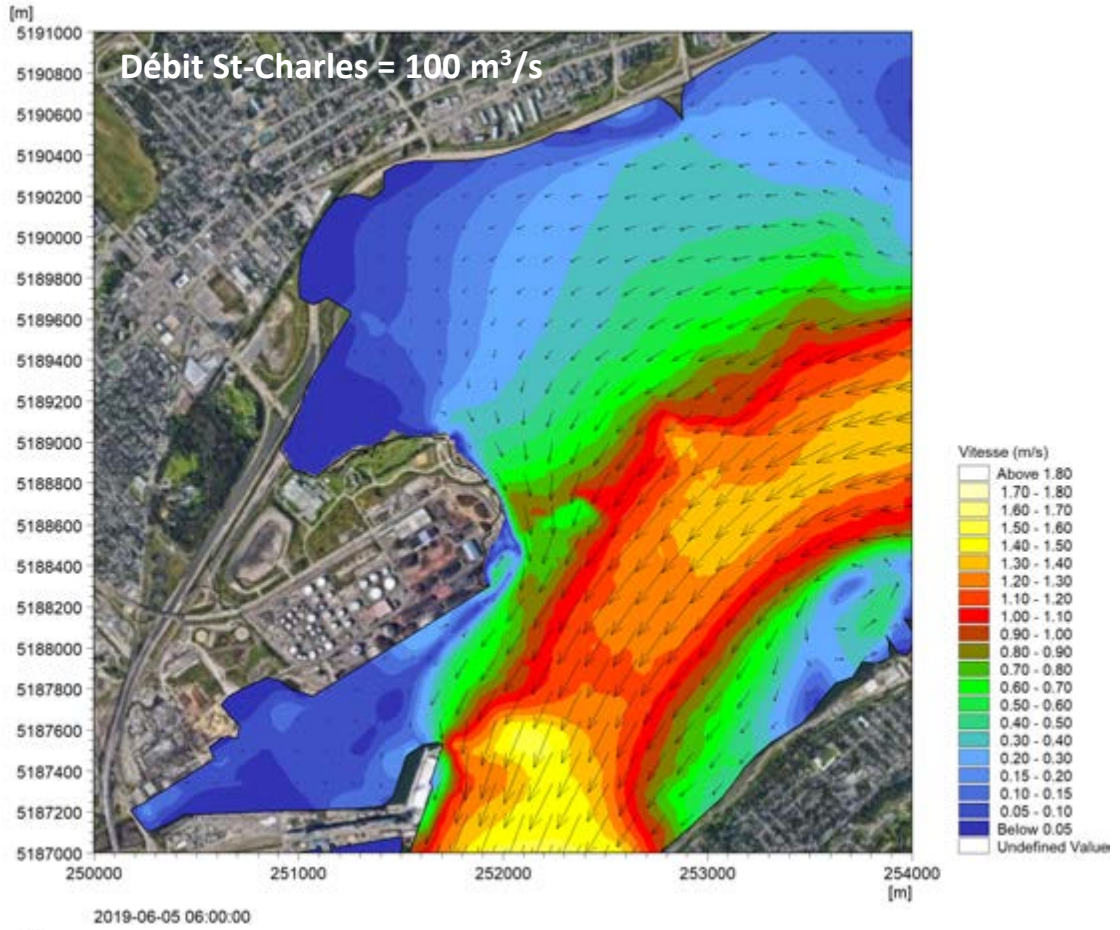 [m]
5191000
Débit St-Charles = 100 m³/s
5190800
5190600
5190400
5190200
5190000
5189800
5189600
5189400
5189200
5189000
5188800
5188600
5188400
5188200
5188000
5187800
5187600
5187400
5187200
5187000
250000 251000 252000 253000 254000
[m]
2019-06-05 06:00:00
Vitesse (m/s)
Above 1.80
1.70 - 1.80
1.60 - 1.70
1.50 - 1.60
1.40 - 1.50
1.30 - 1.40
1.20 - 1.30
1.10 - 1.20
1.00 - 1.10
0.90 - 1.00
0.80 - 0.90
0.70 - 0.80
0.60 - 0.70
0.50 - 0.60
0.40 - 0.50
0.30 - 0.40
0.20 - 0.30
0.15 - 0.20
0.10 - 0.15
0.05 - 0.10
Below 0.05
Undefined Value